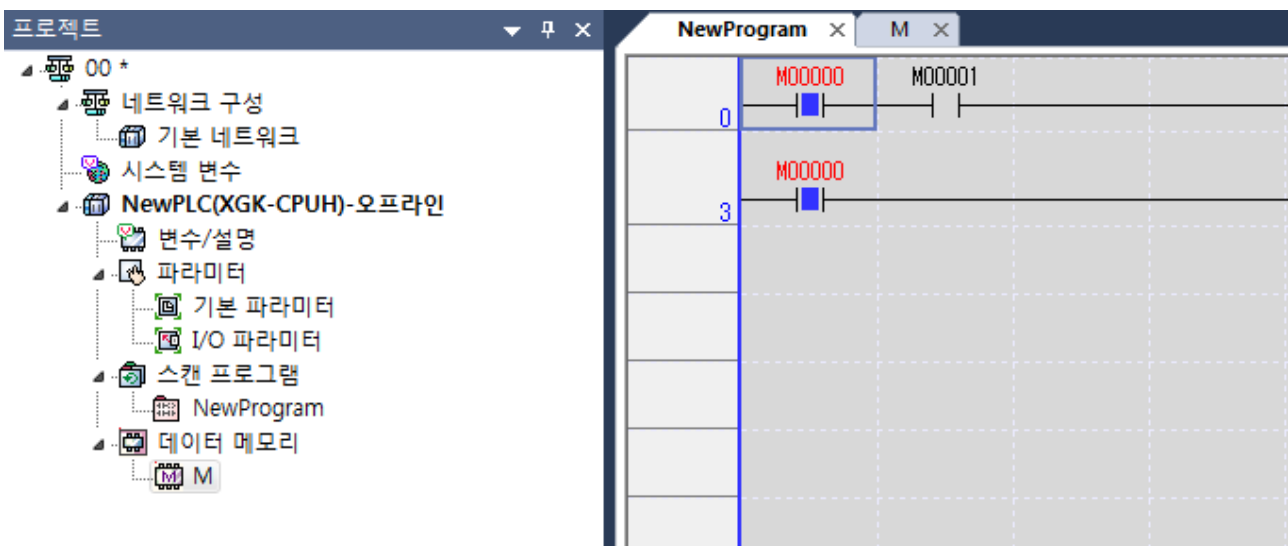 프로젝트
00 *
네트워크 구성
기본 네트워크
시스템 변수
NewPLC(XGK-CPUH)-오프라인
변수/설명
파라미터
기본 파라미터
I/O 파라미터
스캔 프로그램
NewProgram
데이터 메모리
M
NewProgram M
M00000 M00001
0
M00000
3